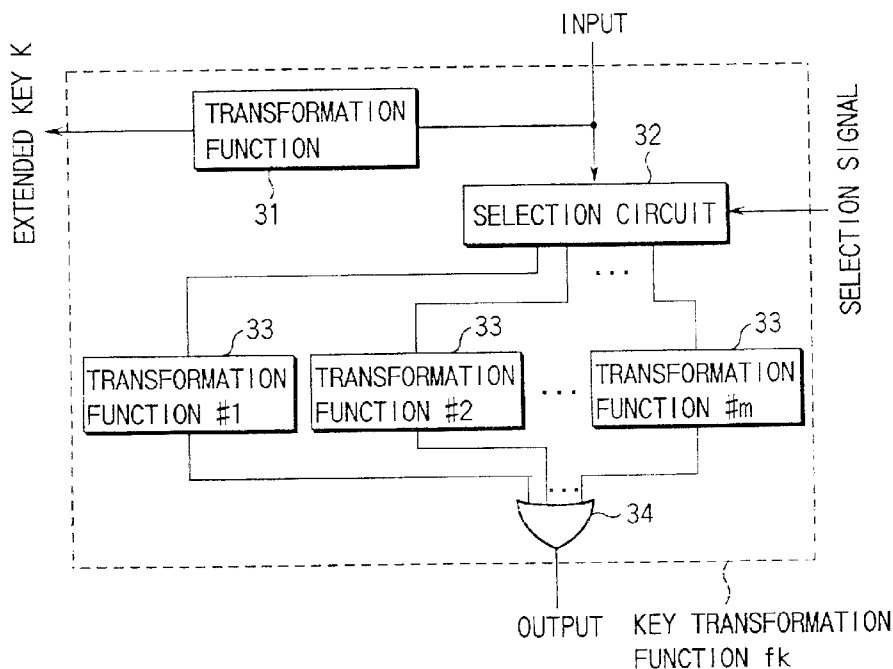 INPUT
EXTENDED KEY K
TRANSFORMATION
FUNCTION
31
32
SELECTION CIRCUIT
SELECTION SIGNAL
...
33
33
33
TRANSFORMATION
FUNCTION #1
TRANSFORMATION
FUNCTION #2
...
TRANSFORMATION
FUNCTION #m
...
34
OUTPUT
KEY TRANSFORMATION
FUNCTION fk